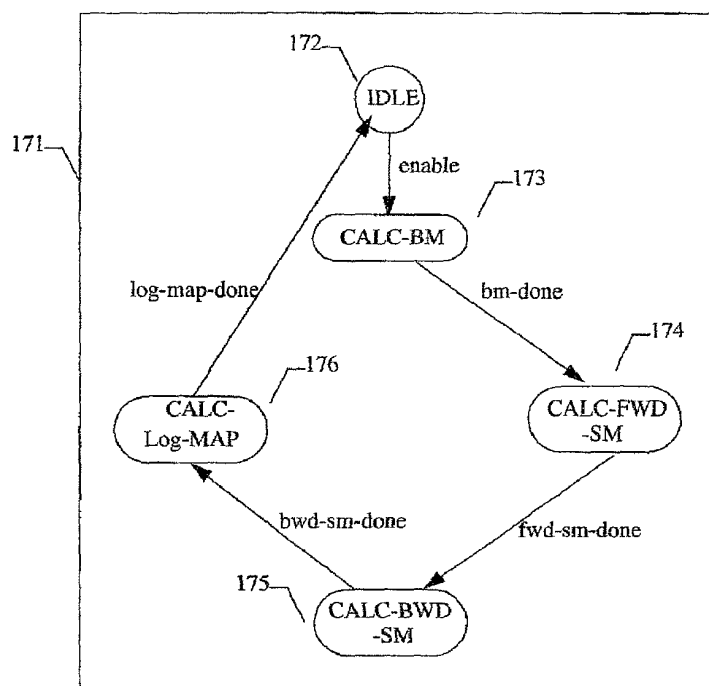 172
IDLE
171
enable
173
CALC-BM
log-map-done
bm-done
174
176
CALC-
Log-MAP
CALC-FWD
-SM
bwd-sm-done
fwd-sm-done
175
CALC-BWD
-SM